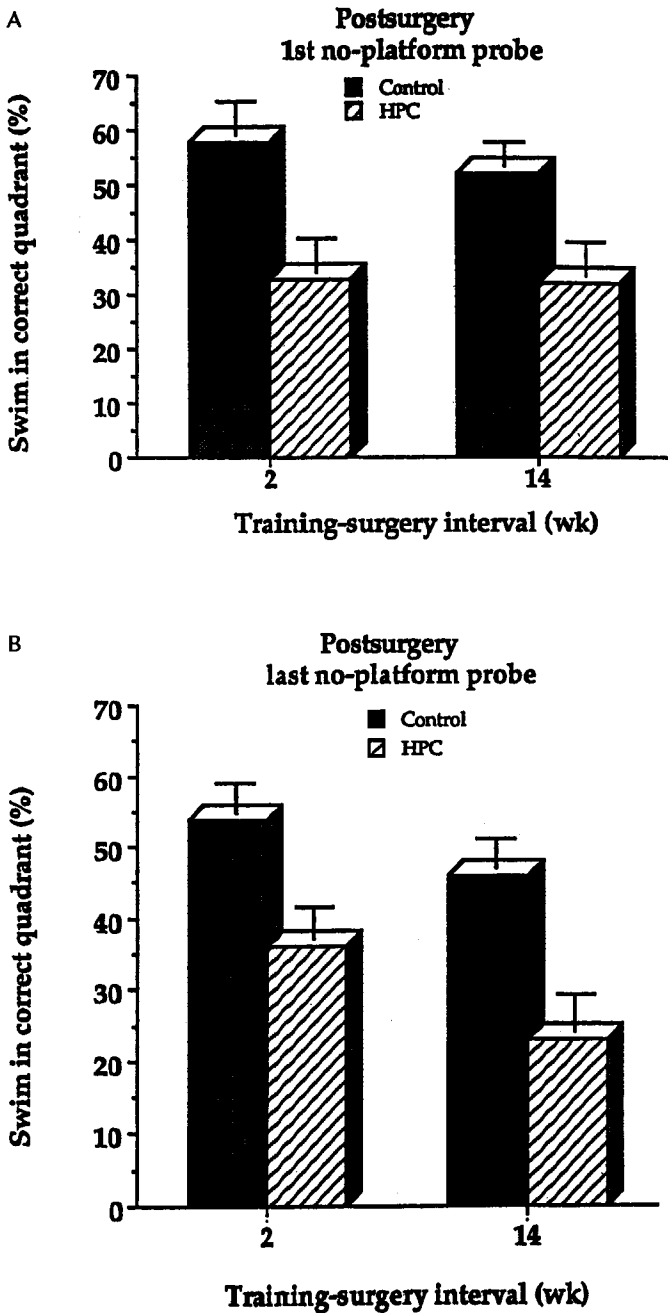 A
Postsurgery
1st no-platform probe
Control
HPC
Swim in correct quadrant (%)
70
60
50
40
30
20
10
0
2
14
Training-surgery interval (wk)
B
Postsurgery
last no-platform probe
Control
HPC
Swim in correct quadrant (%)
70
60
50
40
30
20
10
0
2
14
Training-surgery interval (wk)